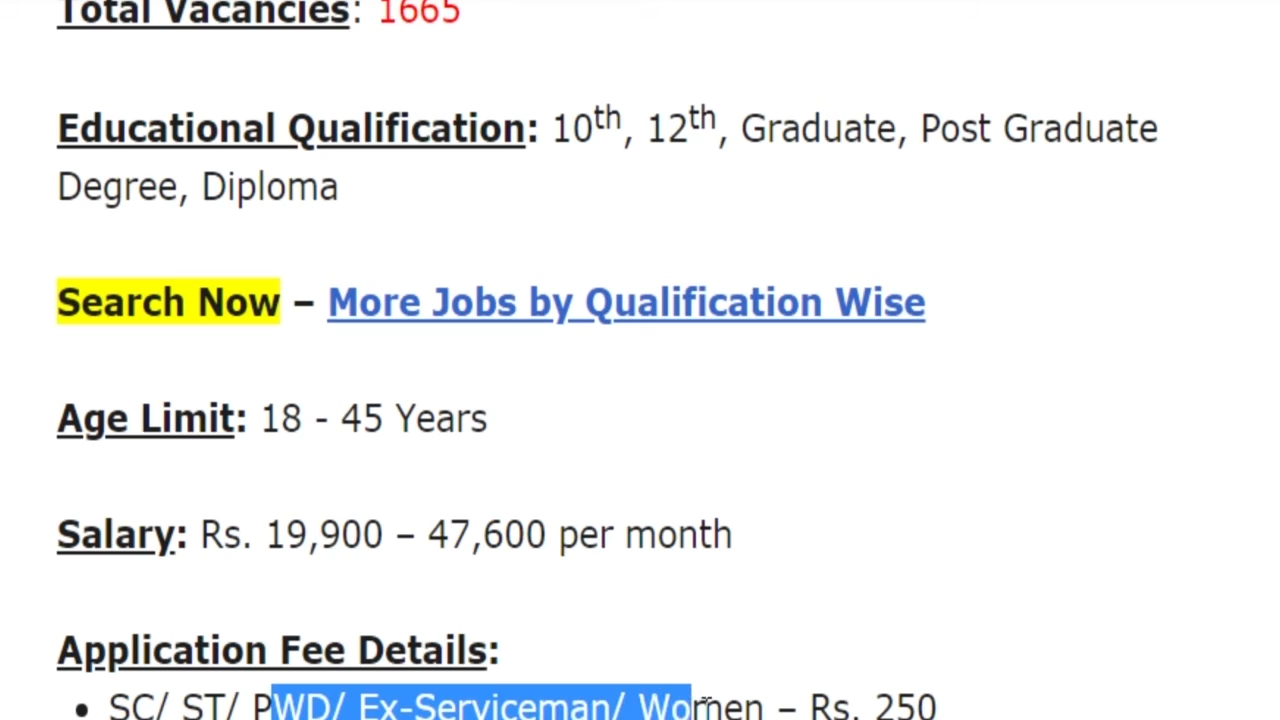 Total Vacancies: 1665
Educational Qualification: 10th, 12th, Graduate, Post Graduate
Degree, Diploma
Search Now – More Jobs by Qualification Wise
Age Limit: 18 - 45 Years
Salary: Rs. 19,900 – 47,600 per month
Application Fee Details:
• SC/ ST/ PWD/ Ex-Serviceman/ Women – Rs. 250